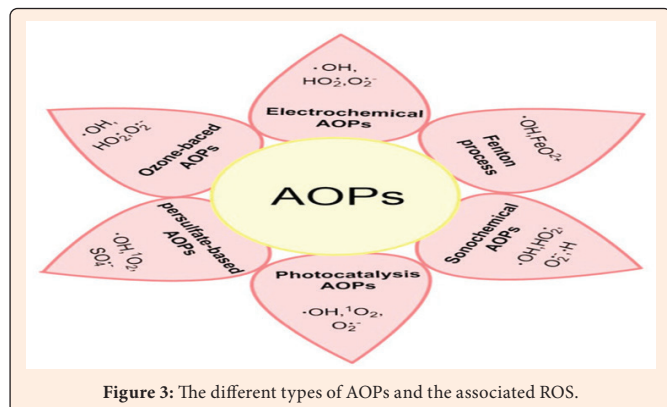 ·OH,
HO₂·,O₂·⁻
Electrochemical
AOPs
·OH,FeO²⁺
Fenton
process
Sonochemical
AOPs
·OH,HO₂·,
O₂·⁻,·H
Photocatalysis
AOPs
·OH,¹O₂,
O₂·⁻
persulfate-based
AOPs
·OH,¹O₂,
SO₄·⁻
·OH,
HO₂·,O₂·⁻
Ozone-baced
AOPs
AOPs
Figure 3: The different types of AOPs and the associated ROS.